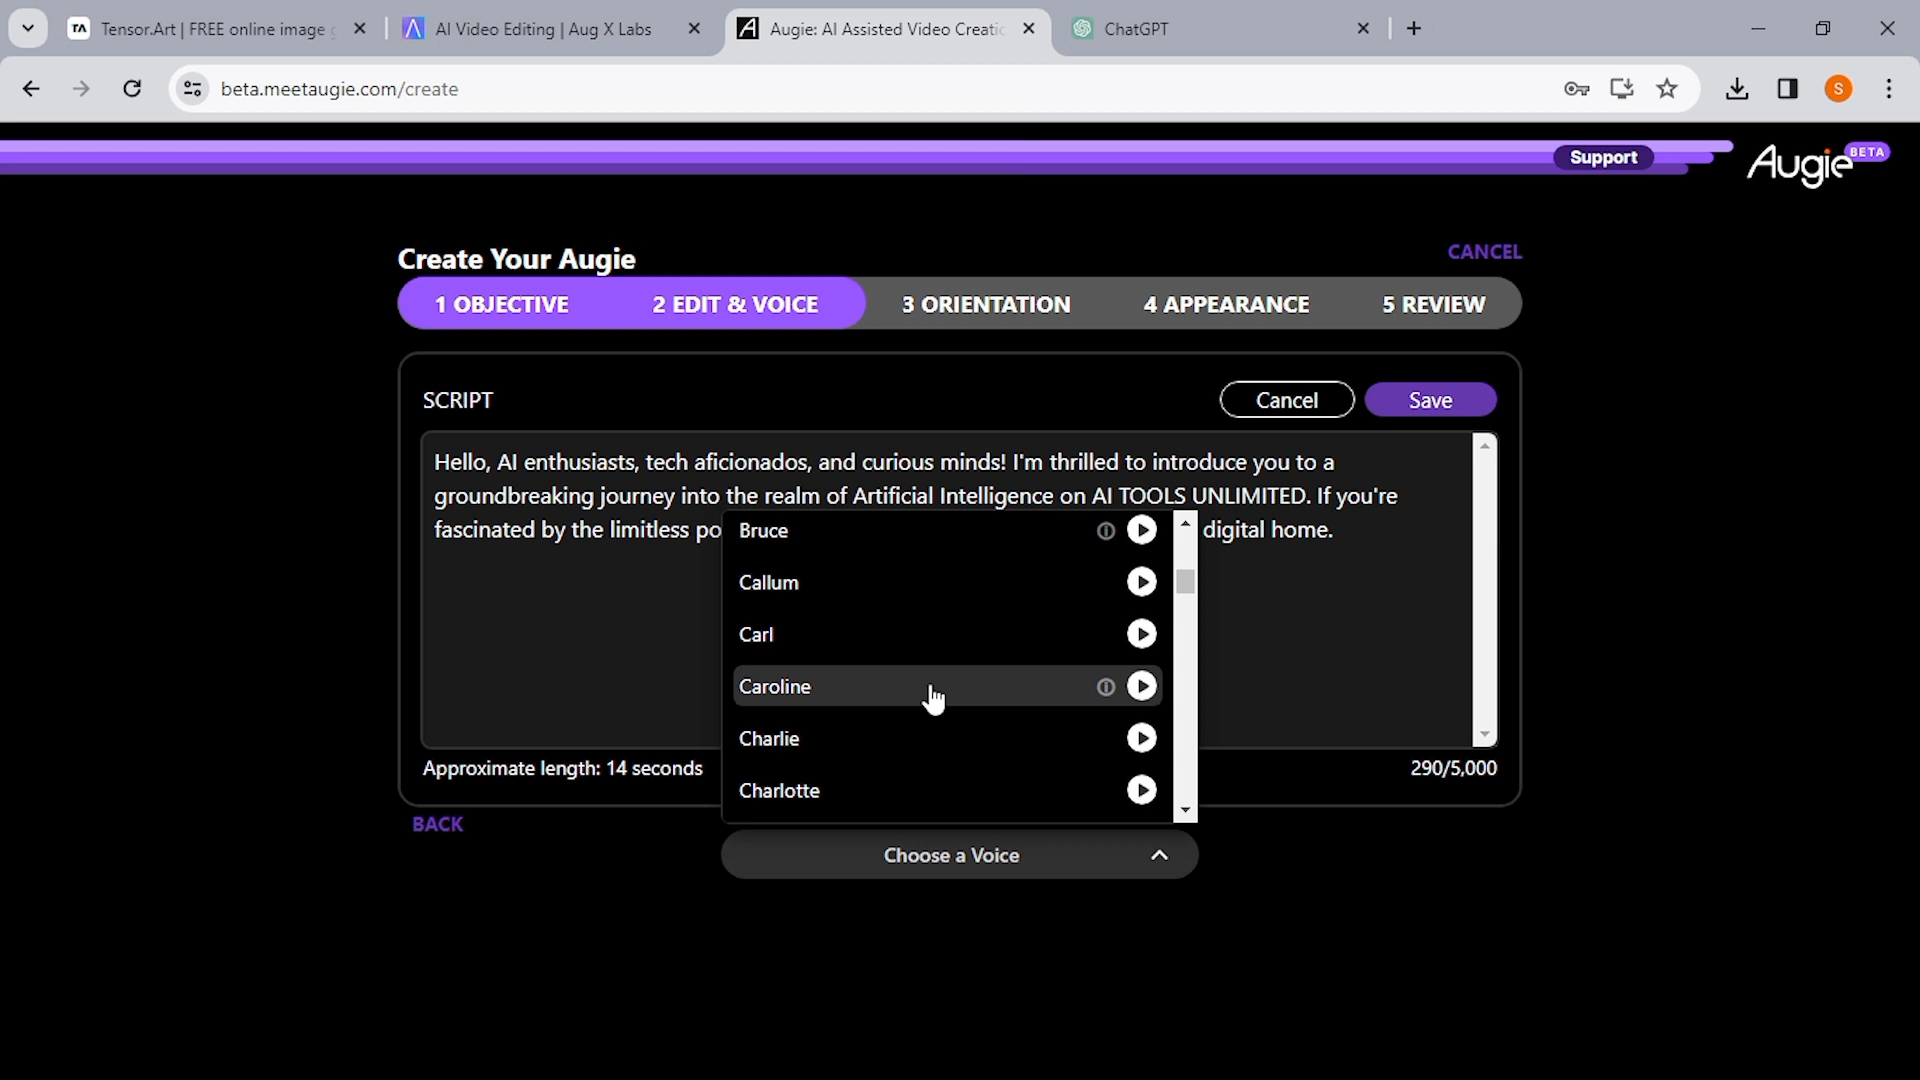 Tensor.Art | FREE online image
AI Video Editing | Aug X Labs
Augie: AI Assisted Video Creatic
ChatGPT
beta.meetaugie.com/create
S
Support
Augie BETA
Create Your Augie
CANCEL
1 OBJECTIVE
2 EDIT & VOICE
3 ORIENTATION
4 APPEARANCE
5 REVIEW
SCRIPT
Cancel
Save
Hello, AI enthusiasts, tech aficionados, and curious minds! I'm thrilled to introduce you to a
groundbreaking journey into the realm of Artificial Intelligence on AI TOOLS UNLIMITED. If you're
fascinated by the limitless po digital home.
Bruce
Callum
Carl
Caroline
Charlie
Charlotte
Approximate length: 14 seconds
290/5,000
BACK
Choose a Voice